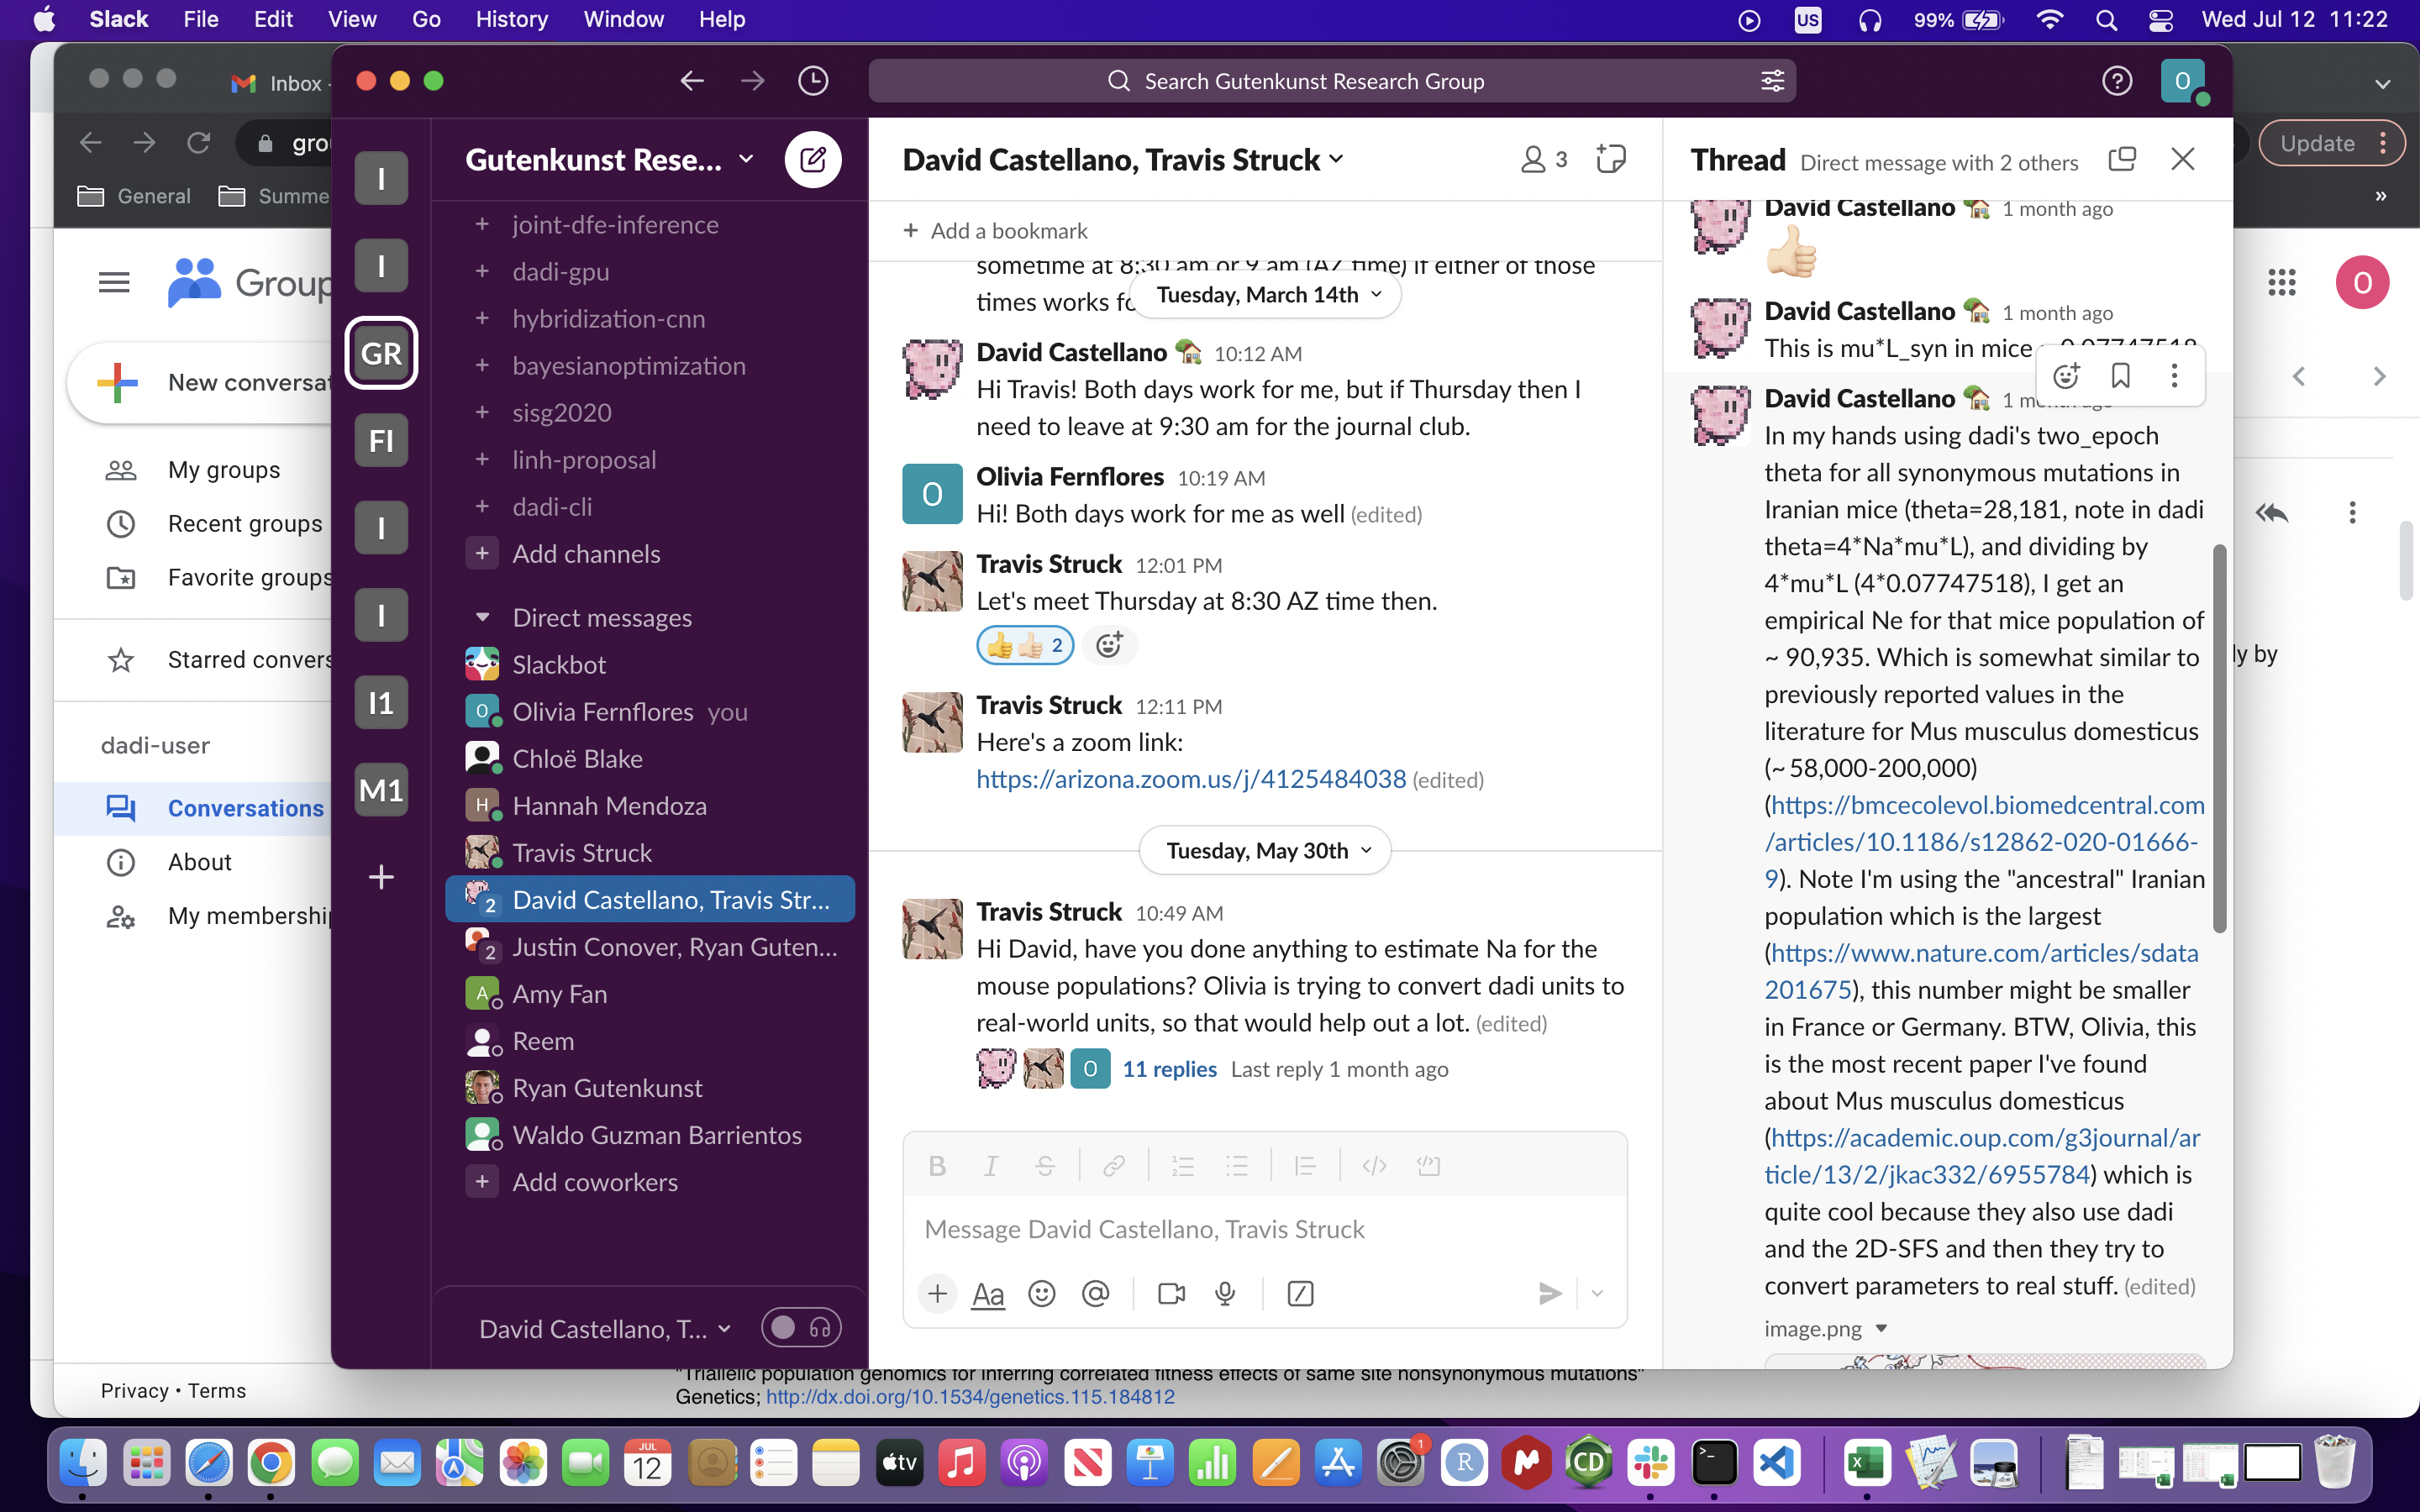 Slack File Edit View Go History Window Help
US 99% Wed Jul 12 11:22
Inbox -
Search Gutenkunst Research Group
O
gro
Update
General Summe
Group
O
New conversat
My groups
Recent groups
Favorite groups
Starred convers
dadi-user
Conversations
About
My membershi
Privacy • Terms
I
I
GR
FI
I
I
I1
M1
Gutenkunst Rese...
joint-dfe-inference
dadi-gpu
hybridization-cnn
bayesianoptimization
sisg2020
linh-proposal
dadi-cli
Add channels
Direct messages
Slackbot
O Olivia Fernflores you
Chloë Blake
H Hannah Mendoza
Travis Struck
2 David Castellano, Travis Str...
2 Justin Conover, Ryan Guten...
A Amy Fan
Reem
Ryan Gutenkunst
Waldo Guzman Barrientos
Add coworkers
David Castellano, T...
David Castellano, Travis Struck
3
Add a bookmark
sometime at 8:30 am or 9 am (AZ time) if either of those
times works fo
Tuesday, March 14th
David Castellano 10:12 AM
Hi Travis! Both days work for me, but if Thursday then I
need to leave at 9:30 am for the journal club.
O
Olivia Fernflores 10:19 AM
Hi! Both days work for me as well (edited)
Travis Struck 12:01 PM
Let's meet Thursday at 8:30 AZ time then.
2
Travis Struck 12:11 PM
Here's a zoom link:
https://arizona.zoom.us/j/4125484038 (edited)
Tuesday, May 30th
Travis Struck 10:49 AM
Hi David, have you done anything to estimate Na for the
mouse populations? Olivia is trying to convert dadi units to
real-world units, so that would help out a lot. (edited)
O 11 replies Last reply 1 month ago
B I S
Message David Castellano, Travis Struck
Aa
Thread Direct message with 2 others
David Castellano 1 month ago
David Castellano 1 month ago
This is mu*L_syn in mice = 0.07747518
David Castellano 1 month ago
In my hands using dadi's two_epoch
theta for all synonymous mutations in
Iranian mice (theta=28,181, note in dadi
theta=4*Na*mu*L), and dividing by
4*mu*L (4*0.07747518), I get an
empirical Ne for that mice population of
~ 90,935. Which is somewhat similar to
previously reported values in the
literature for Mus musculus domesticus
(~58,000-200,000)
(https://bmcecolevol.biomedcentral.com
/articles/10.1186/s12862-020-01666-
9). Note I'm using the "ancestral" Iranian
population which is the largest
(https://www.nature.com/articles/sdata
201675), this number might be smaller
in France or Germany. BTW, Olivia, this
is the most recent paper I've found
about Mus musculus domesticus
(https://academic.oup.com/g3journal/ar
ticle/13/2/jkac332/6955784) which is
quite cool because they also use dadi
and the 2D-SFS and then they try to
convert parameters to real stuff. (edited)
image.png
ly by
"Triallelic population genomics for inferring correlated fitness effects of same site nonsynonymous mutations"
Genetics; http://dx.doi.org/10.1534/genetics.115.184812
JUL
12
tv
1
R
CD